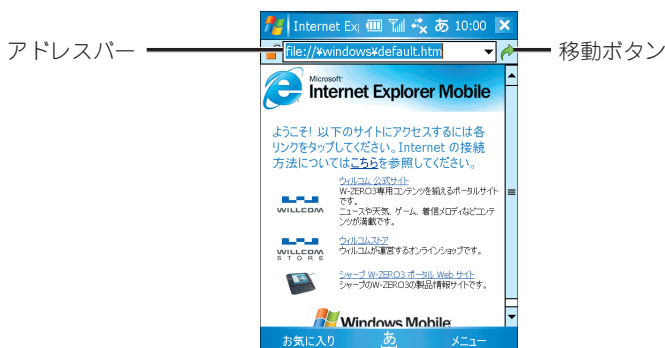 Internet Ex あ 10:00
アドレスバー
file://¥windows¥default.htm
移動ボタン
Microsoft
Internet Explorer Mobile
ようこそ! 以下のサイトにアクセスするには各
リンクをタップしてください。Internet の接続
方法についてはこちらを参照してください。
ウィルコム 公式サイト
W-ZERO3専用コンテンツを揃えるポータルサイト
です。
ニュースや天気、ゲーム、着信メロディなどコンテ
ンツが満載です。
WILLCOM
ウィルコムストア
ウィルコムが運営するオンラインショップです。
WILLCOM
STORE
シャープ W-ZERO3 ポータル Web サイト
シャープのW-ZERO3の製品情報サイトです。
Windows Mobile
お気に入り あ メニュー